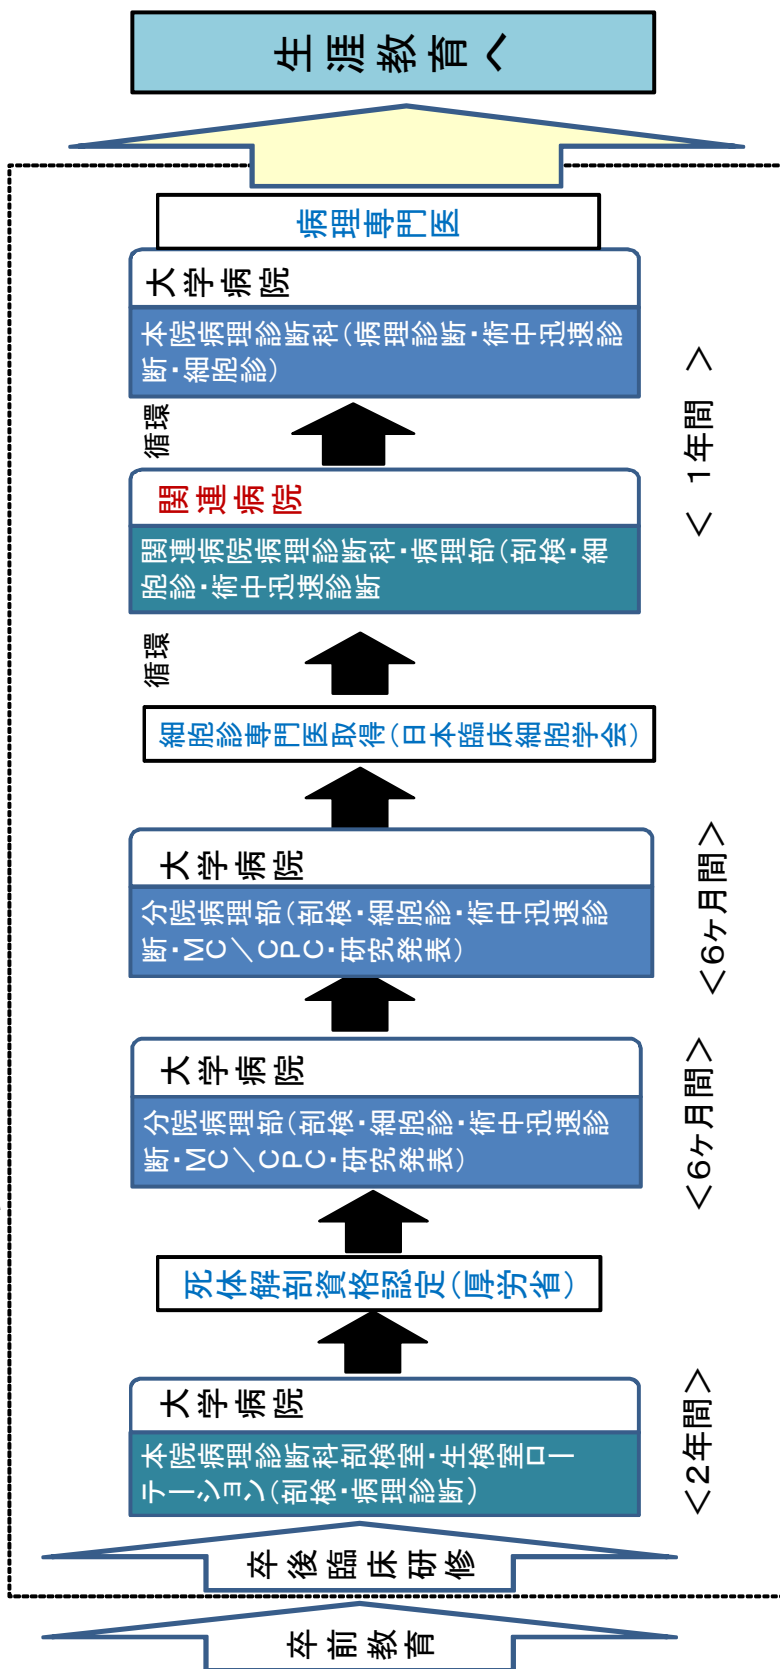 卒前教育
卒後臨床研修
大学病院
本院病理診断科剖検室・生検室ロー
テーション(剖検・病理診断)
<2年間>
死体解剖資格認定(厚労省)
大学病院
分院病理部(剖検・細胞診・術中迅速診
断・MC/CPC・研究発表)
<6ヶ月間>
大学病院
分院病理部(剖検・細胞診・術中迅速診
断・MC/CPC・研究発表)
<6ヶ月間>
細胞診専門医取得(日本臨床細胞学会)
循環
関連病院
関連病院病理診断科・病理部(剖検・細
胞診・術中迅速診断
循環
< 1年間 >
大学病院
本院病理診断科(病理診断・術中迅速診
断・細胞診)
病理専門医
生涯教育へ